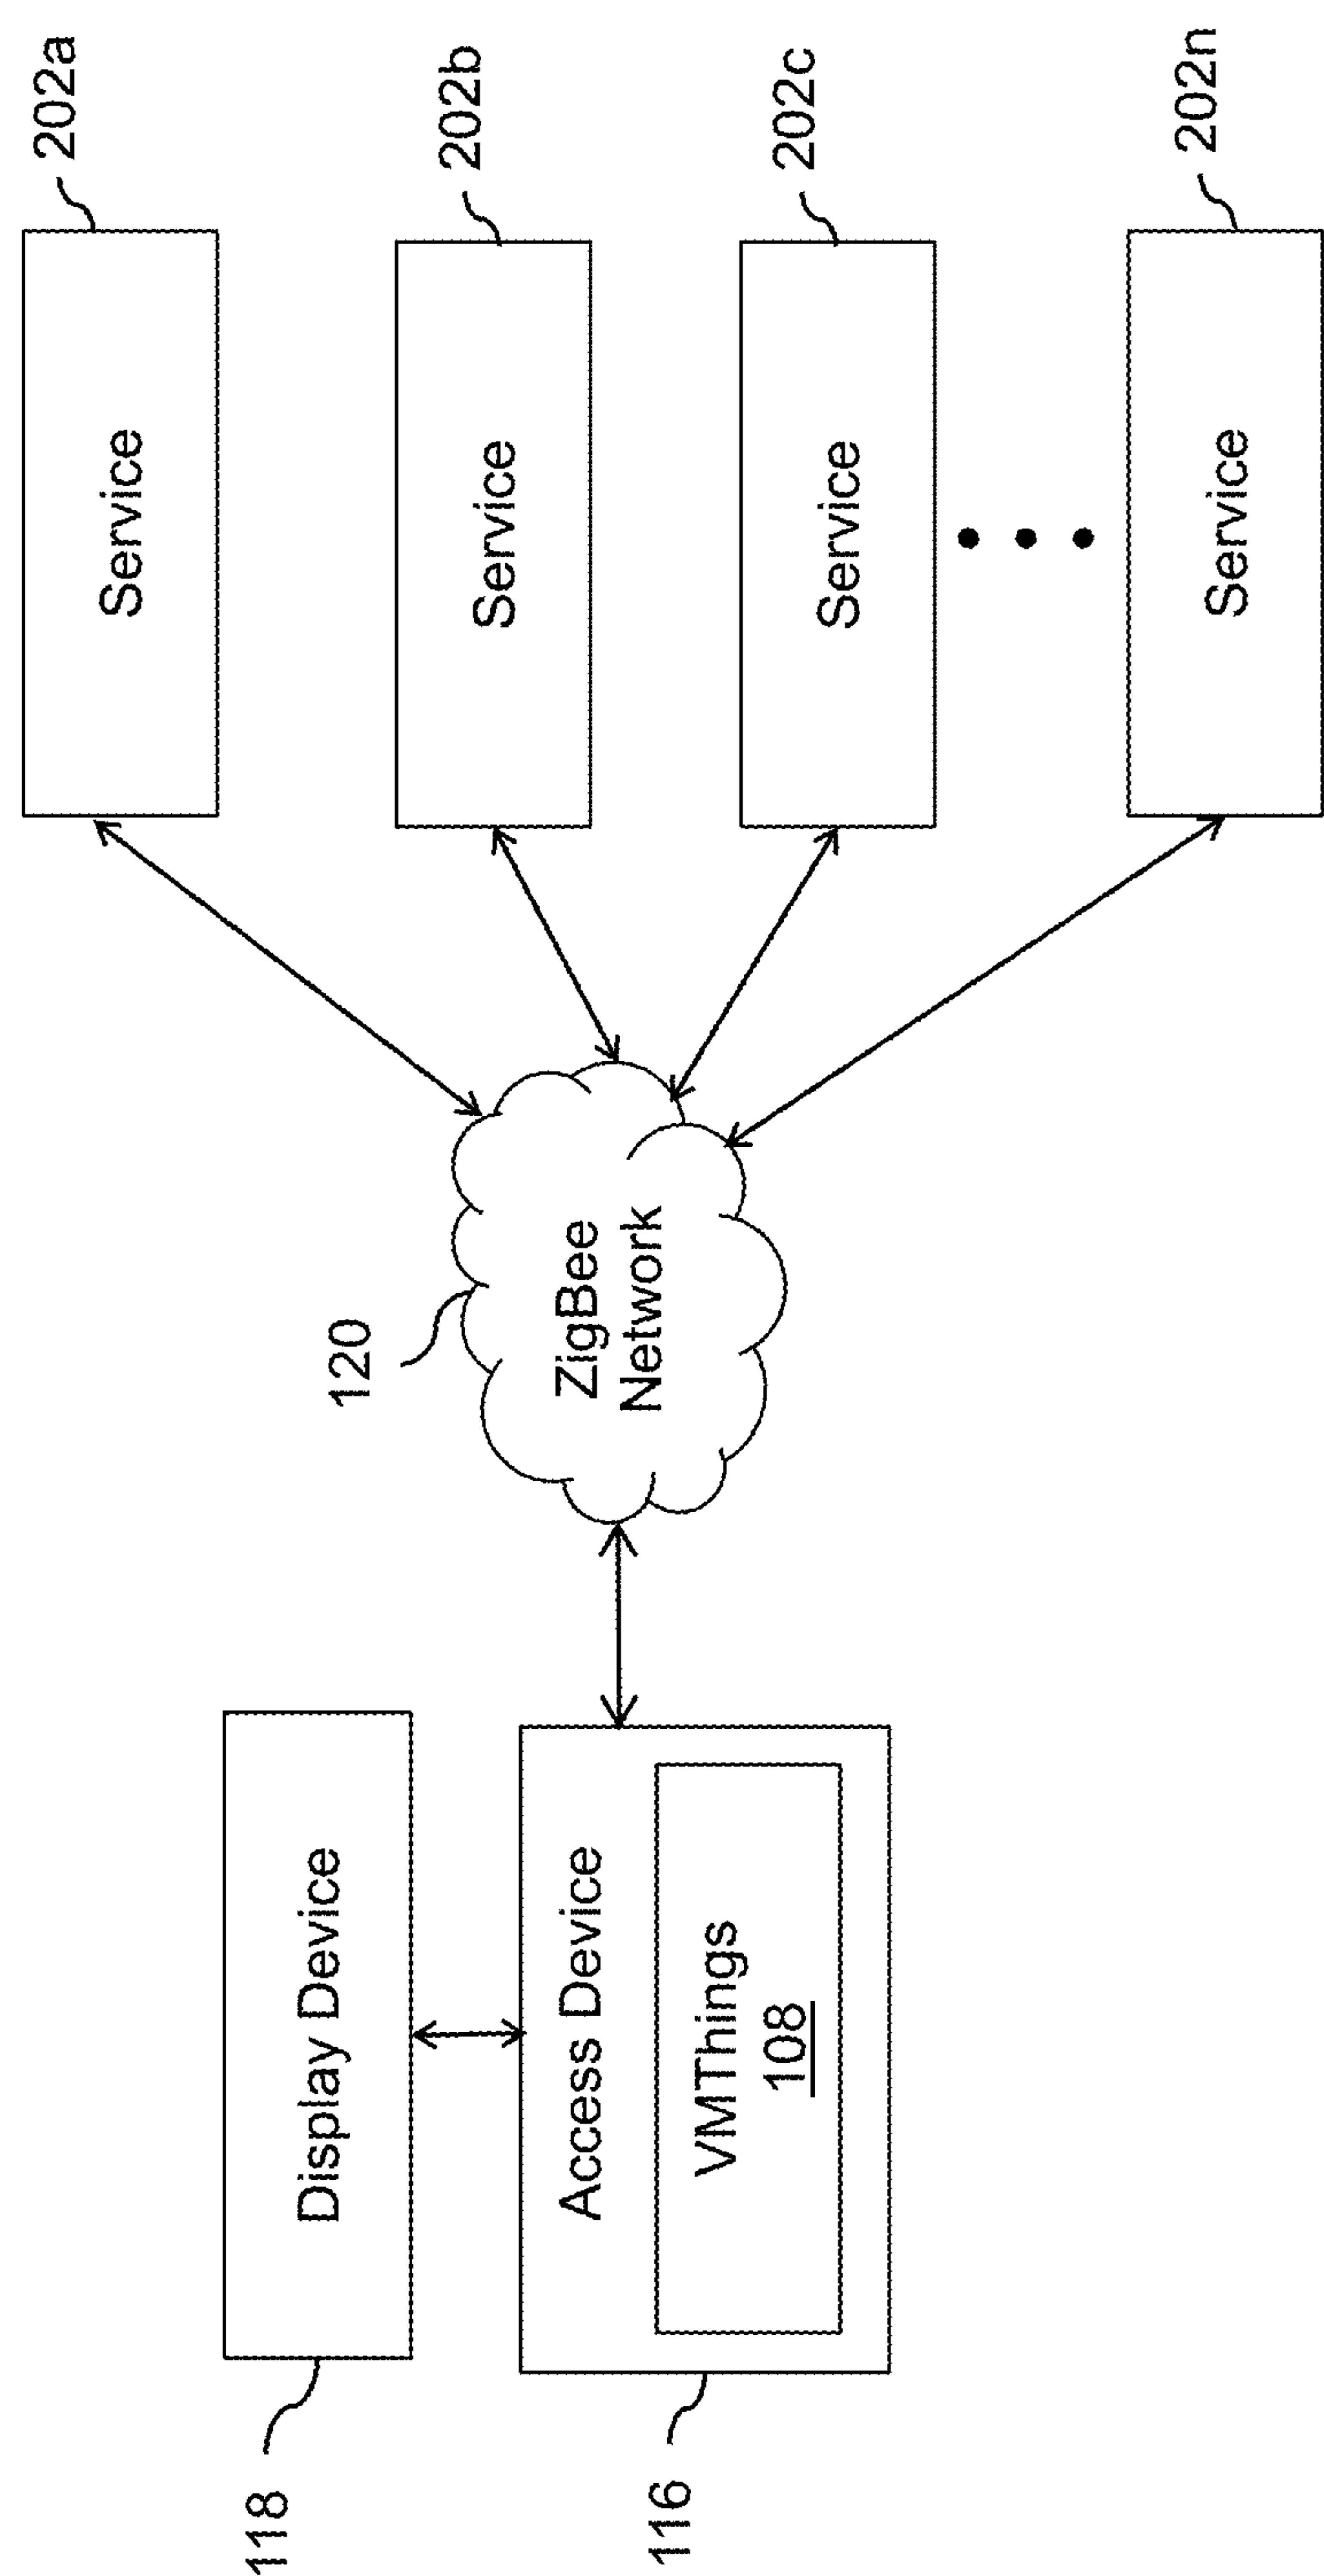 118
Display Device
116
Access Device
VMThings
108
120
ZigBee
Network
Service
202a
Service
202b
Service
202c
Service
202n